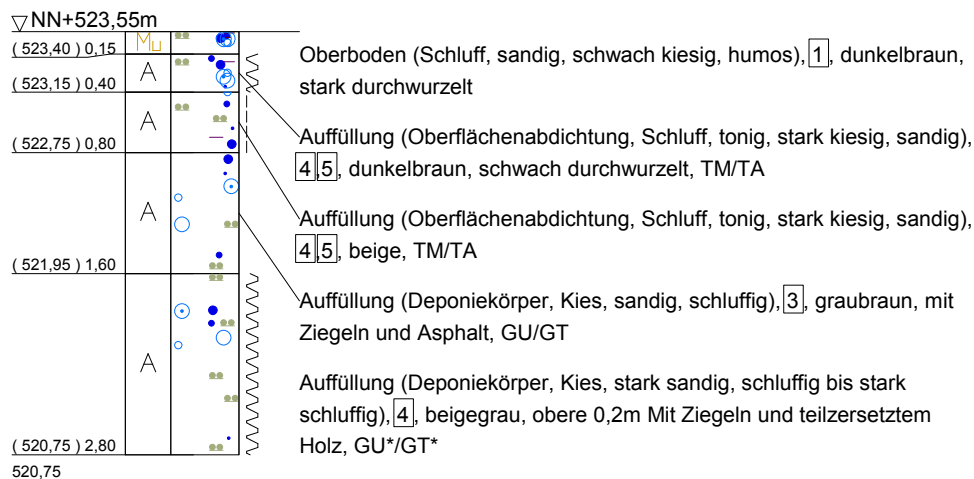 ▽ NN+523,55m
Mu
( 523,40 ) 0,15
A
( 523,15 ) 0,40
A
( 522,75 ) 0,80
A
( 521,95 ) 1,60
A
( 520,75 ) 2,80
520,75
Oberboden (Schluff, sandig, schwach kiesig, humos), 1, dunkelbraun,
stark durchwurzelt
Auffüllung (Oberflächenabdichtung, Schluff, tonig, stark kiesig, sandig),
4,5, dunkelbraun, schwach durchwurzelt, TM/TA
Auffüllung (Oberflächenabdichtung, Schluff, tonig, stark kiesig, sandig),
4,5, beige, TM/TA
Auffüllung (Deponiekörper, Kies, sandig, schluffig), 3, graubraun, mit
Ziegeln und Asphalt, GU/GT
Auffüllung (Deponiekörper, Kies, stark sandig, schluffig bis stark
schluffig), 4, beigegrau, obere 0,2m Mit Ziegeln und teilzersetztem
Holz, GU*/GT*